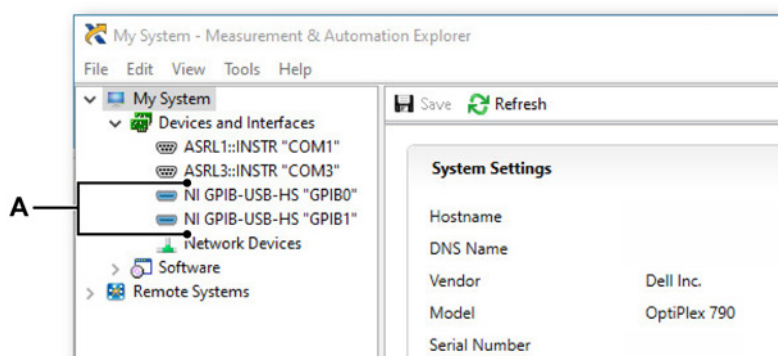 My System - Measurement & Automation Explorer
File Edit View Tools Help
My System
Devices and Interfaces
ASRL1::INSTR "COM1"
ASRL3::INSTR "COM3"
NI GPIB-USB-HS "GPIB0"
NI GPIB-USB-HS "GPIB1"
Network Devices
Software
Remote Systems
A
Save Refresh
System Settings
Hostname
DNS Name
Vendor Dell Inc.
Model OptiPlex 790
Serial Number